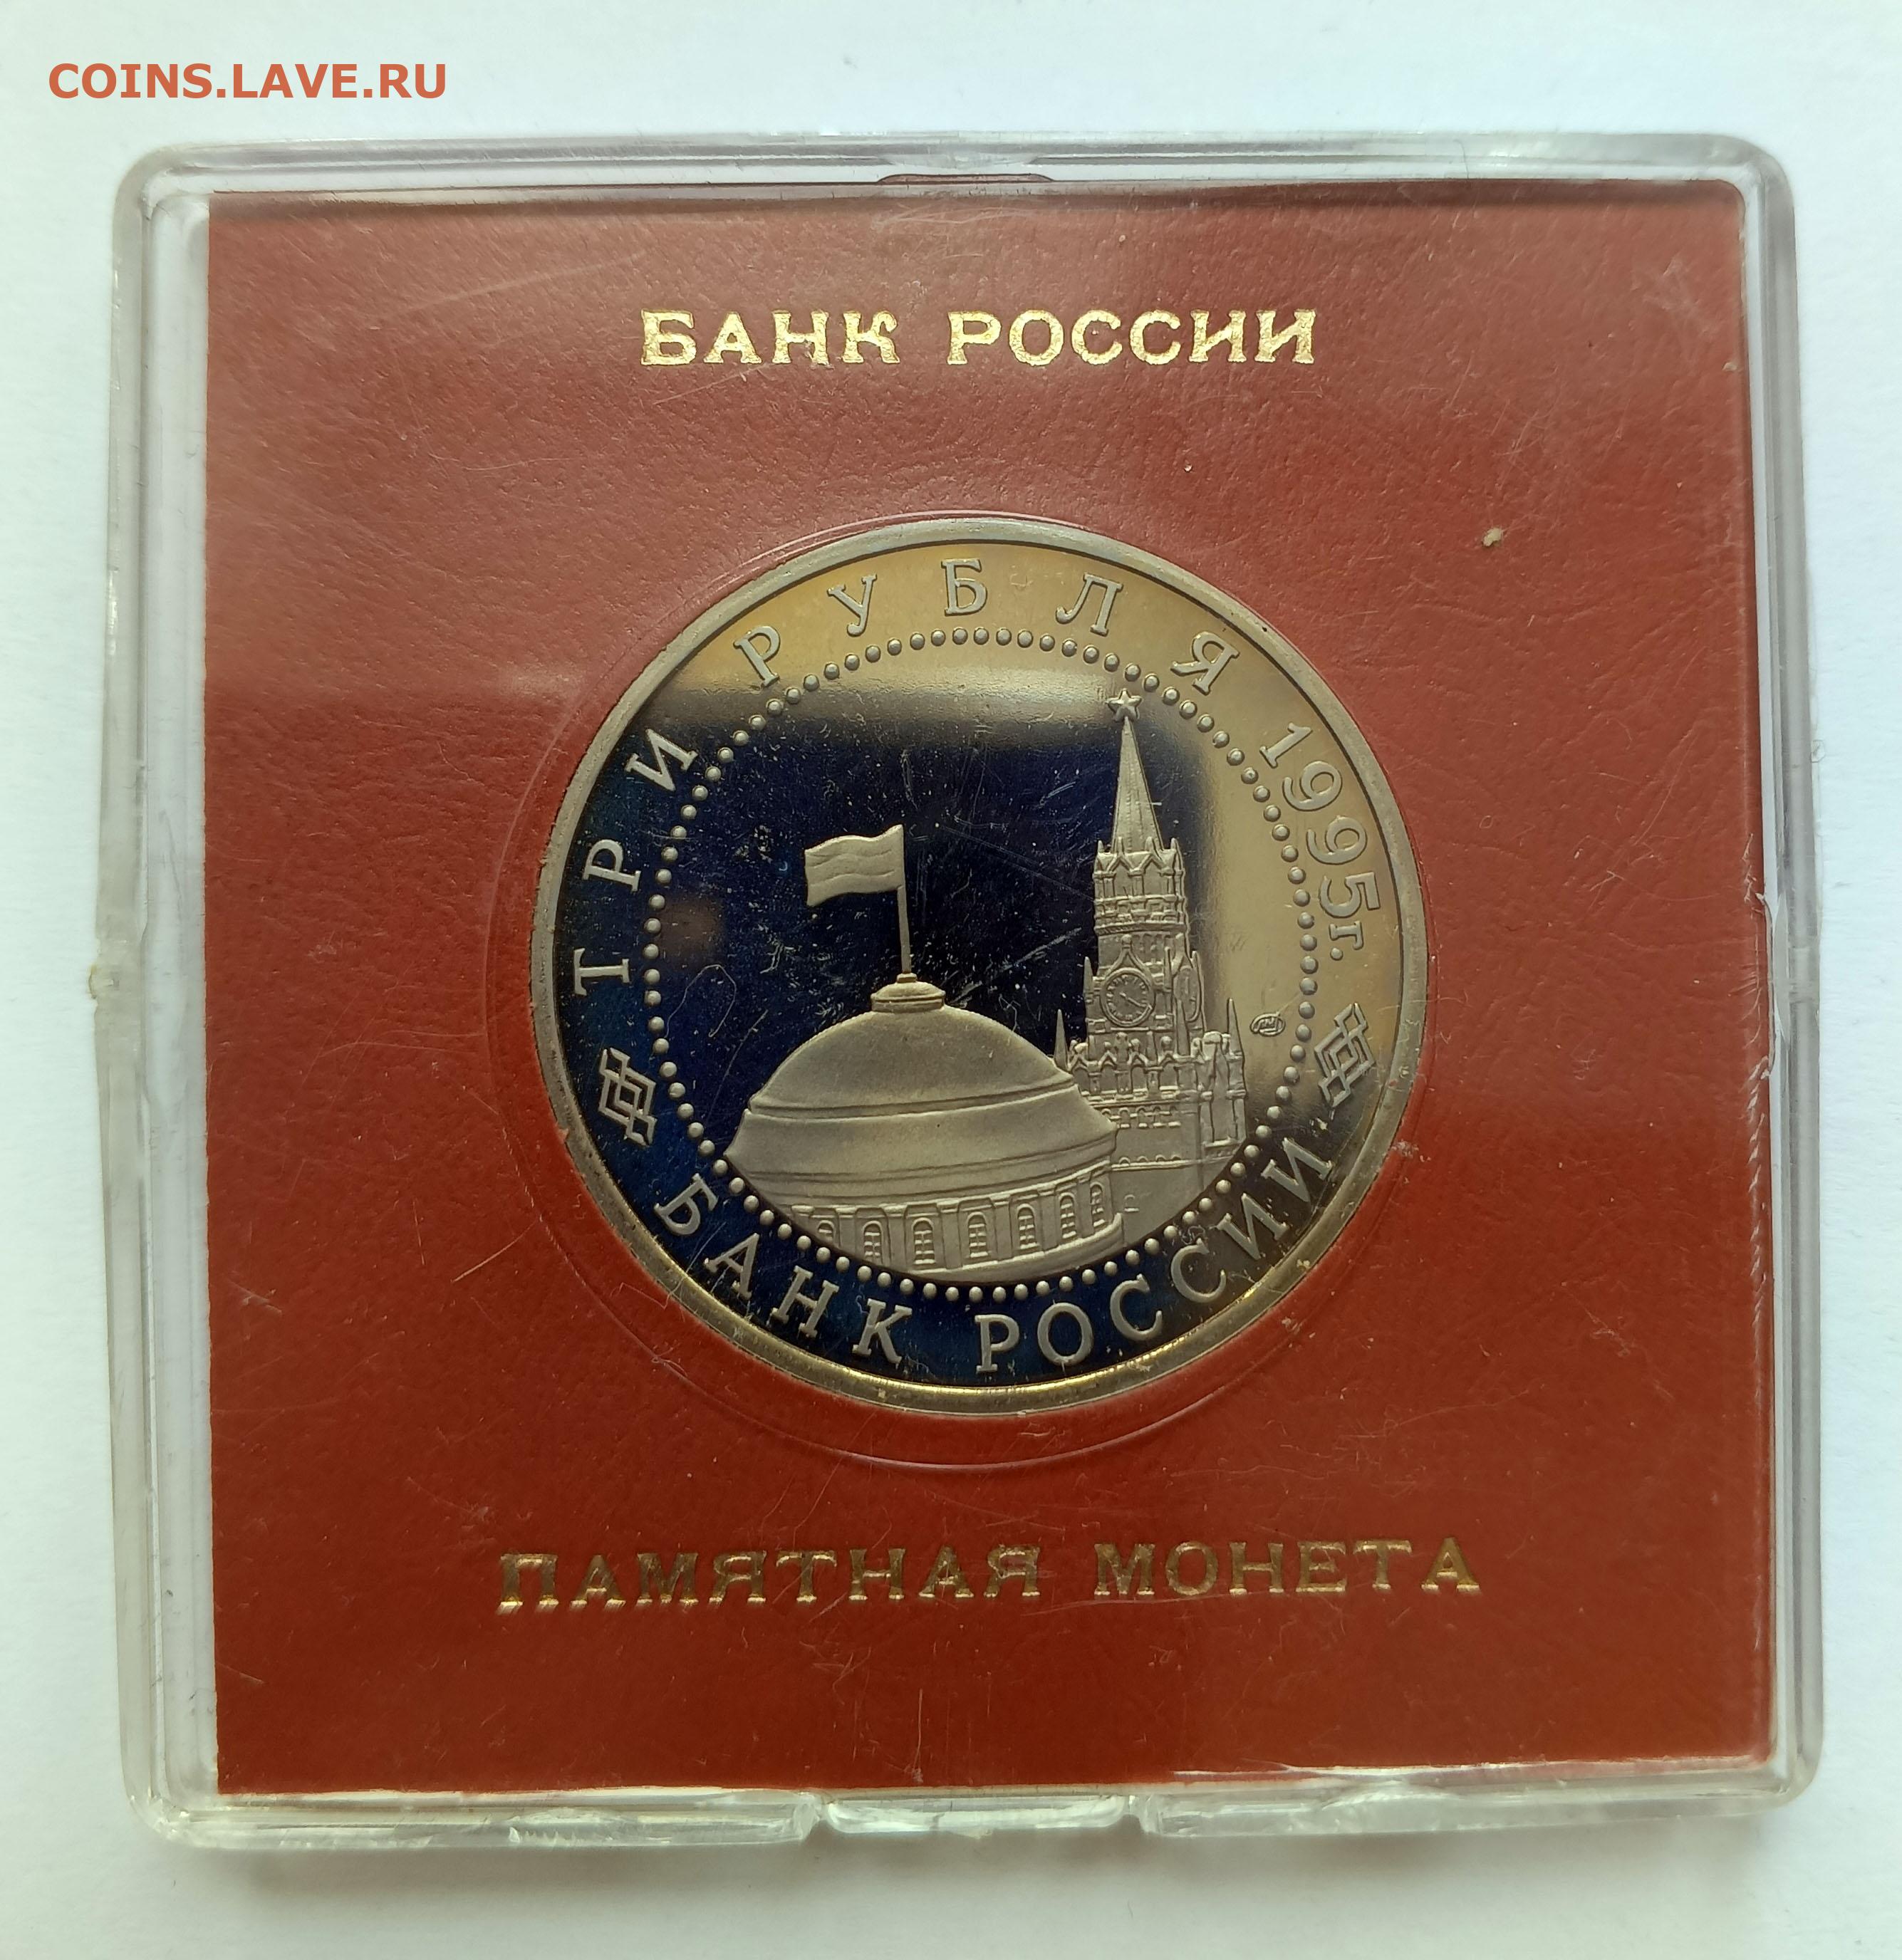 COINS.LAVE.RU
БАНК РОССИИ
ТРИ РУБЛЯ 1995г.
БАНК РОССИИ
ПАМЯТНАЯ МОНЕТА